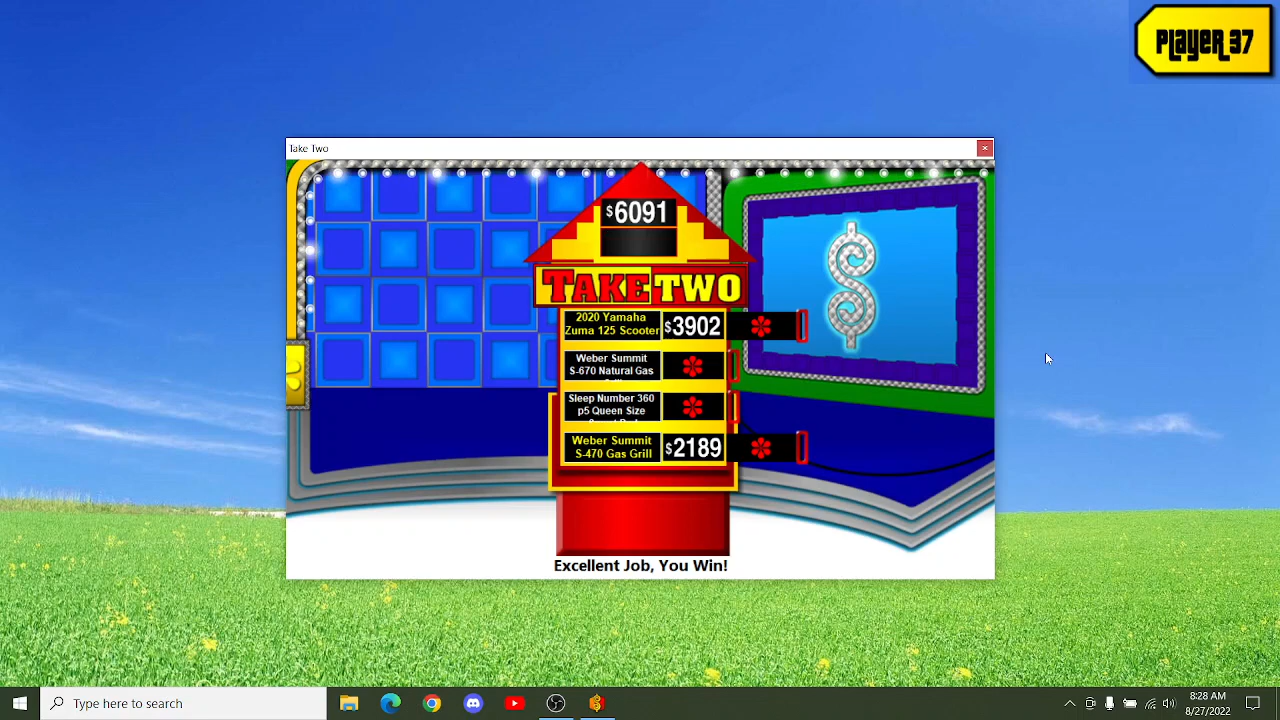 Player 37
Take Two
$6091
TAKE TWO
2020 Yamaha
Zuma 125 Scooter
$3902
Weber Summit
S-670 Natural Gas
Sleep Number 360
p5 Queen Size
Weber Summit
S-470 Gas Grill
$2189
Excellent Job, You Win!
Type here to search
8:28 AM
8/27/2022